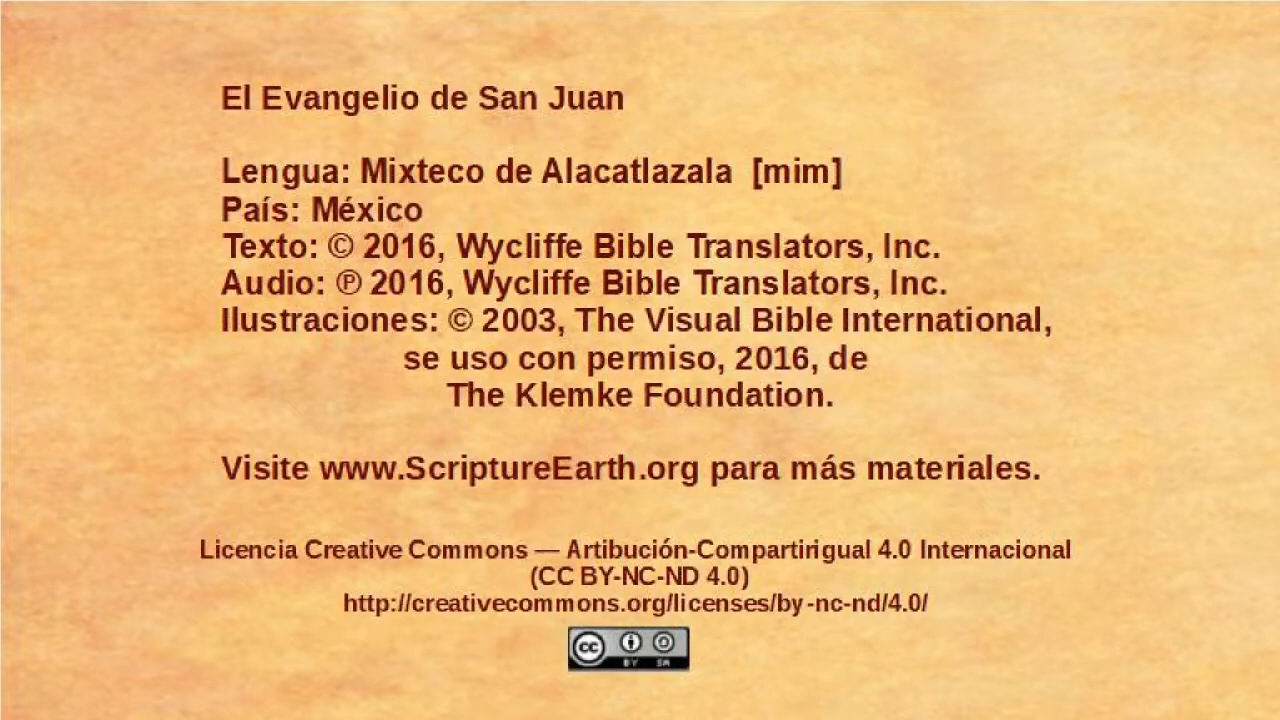 El Evangelio de San Juan
Lengua: Mixteco de Alacatlazala [mim]
País: México
Texto: © 2016, Wycliffe Bible Translators, Inc.
Audio: ℗ 2016, Wycliffe Bible Translators, Inc.
Ilustraciones: © 2003, The Visual Bible International,
se uso con permiso, 2016, de
The Klemke Foundation.
Visite www.ScriptureEarth.org para más materiales.
Licencia Creative Commons — Artibución-Compartirigual 4.0 Internacional
(CC BY-NC-ND 4.0)
http://creativecommons.org/licenses/by-nc-nd/4.0/
cc BY SA